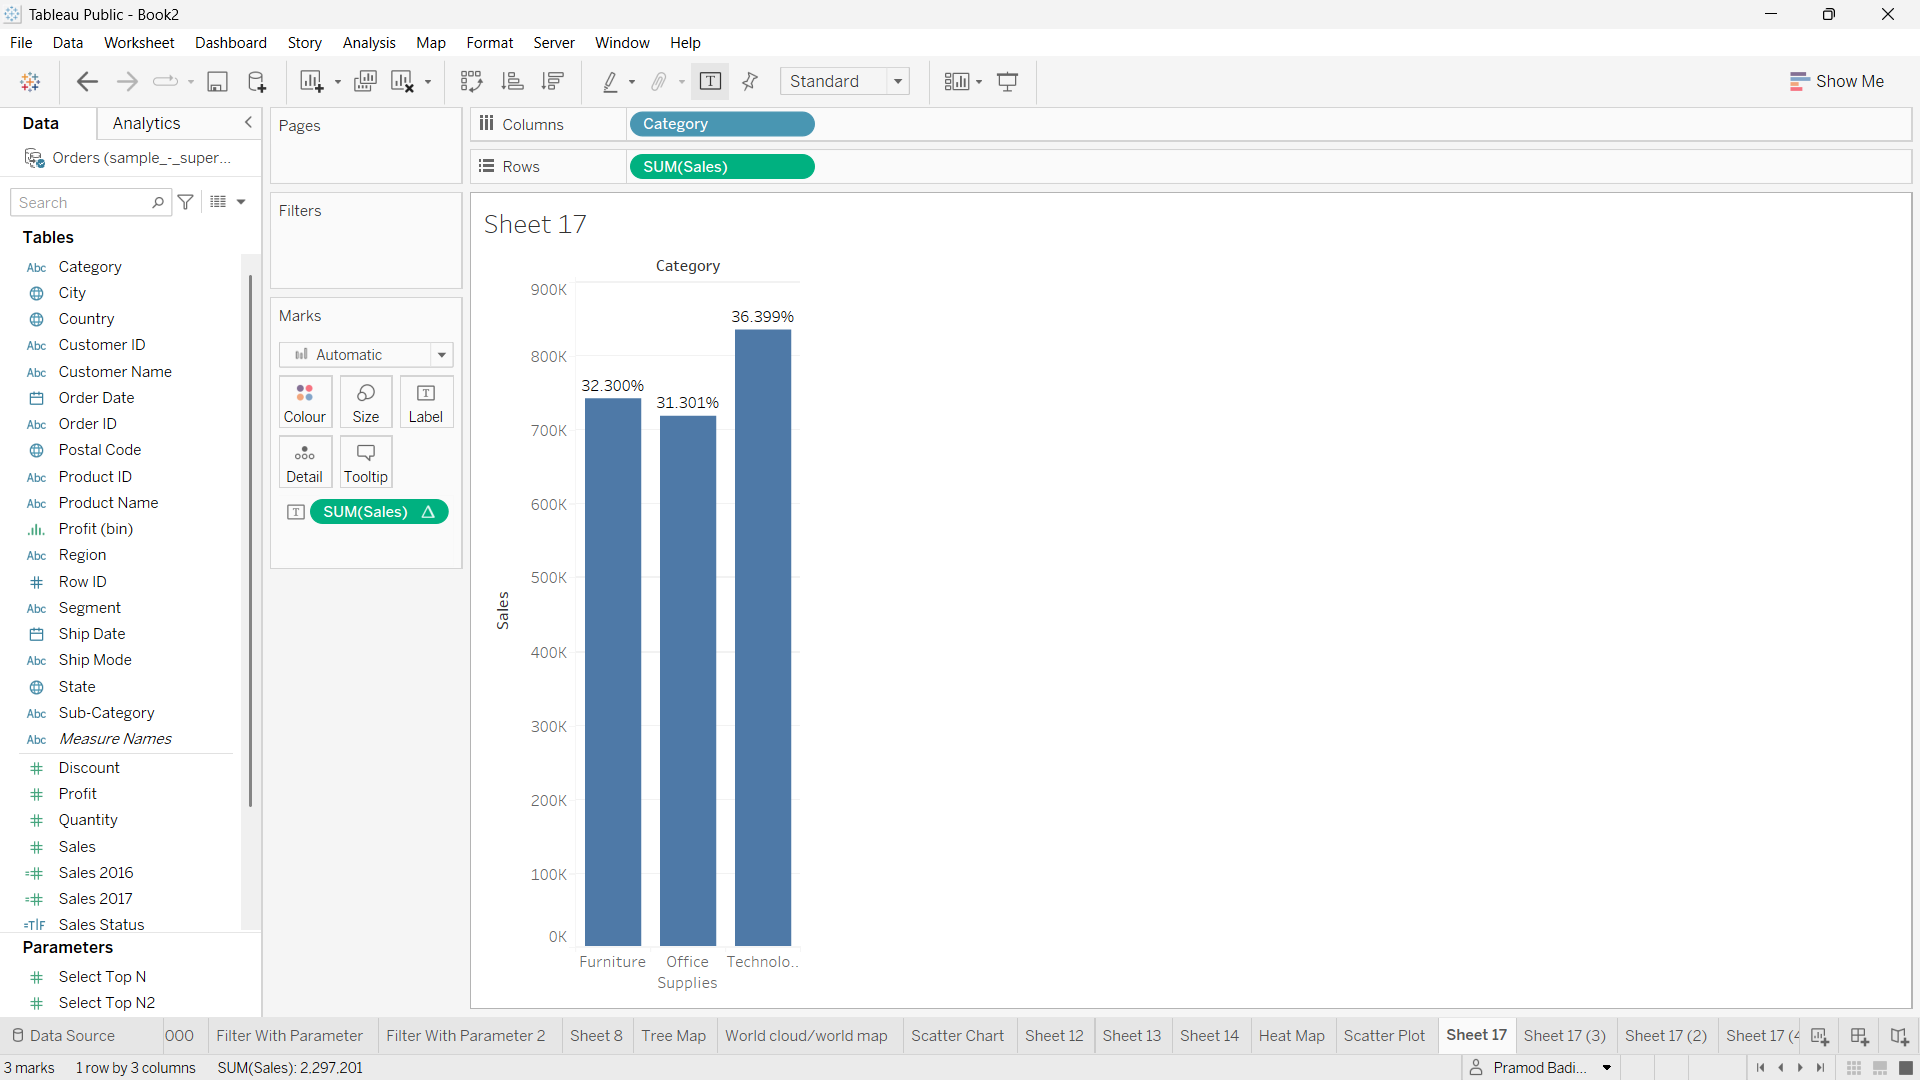 Tableau Public - Book2
File Data Worksheet Dashboard Story Analysis Map Format Server Window Help
Standard
Show Me
Data Analytics
Orders (sample_-_super...
Search
Tables
Abc Category
City
Country
Abc Customer ID
Abc Customer Name
Order Date
Abc Order ID
Postal Code
Abc Product ID
Abc Product Name
Profit (bin)
Abc Region
# Row ID
Abc Segment
Ship Date
Abc Ship Mode
State
Abc Sub-Category
Abc Measure Names
# Discount
# Profit
# Quantity
# Sales
=# Sales 2016
=# Sales 2017
=T|F Sales Status
Parameters
# Select Top N
# Select Top N2
Pages
Filters
Marks
Automatic
Colour Size Label
Detail Tooltip
SUM(Sales) Δ
Columns Category
Rows SUM(Sales)
Sheet 17
Category
900K
800K
700K
600K
500K
400K
300K
200K
100K
0K
Sales
32.300%
31.301%
36.399%
Furniture
Office Supplies
Technolo..
Data Source 000 Filter With Parameter Filter With Parameter 2 Sheet 8 Tree Map World cloud/world map Scatter Chart Sheet 12 Sheet 13 Sheet 14 Heat Map Scatter Plot Sheet 17 Sheet 17 (3) Sheet 17 (2) Sheet 17 (4
3 marks 1 row by 3 columns SUM(Sales): 2,297,201
Pramod Badi...